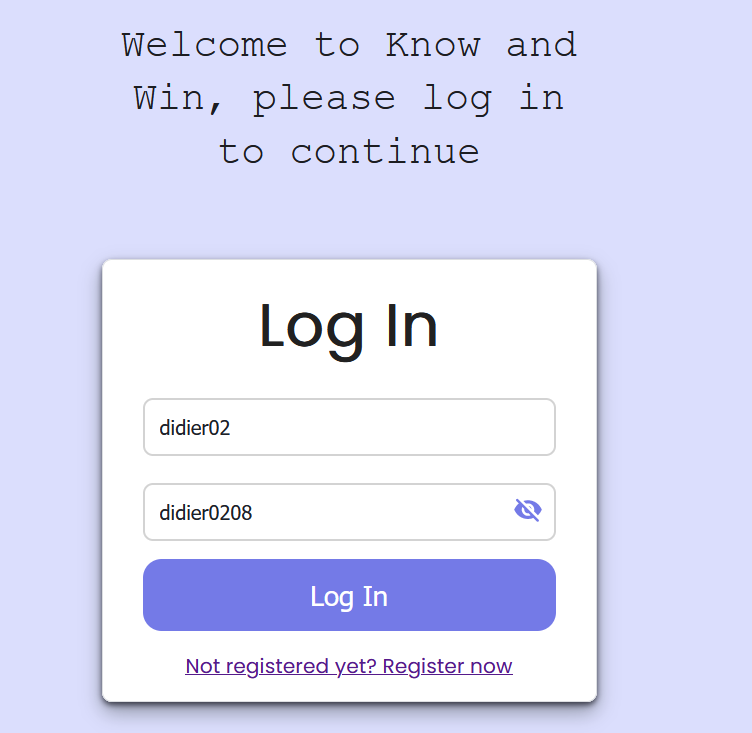 Welcome to Know and
Win, please log in
to continue
Log In
didier02
didier0208
Log In
Not registered yet? Register now